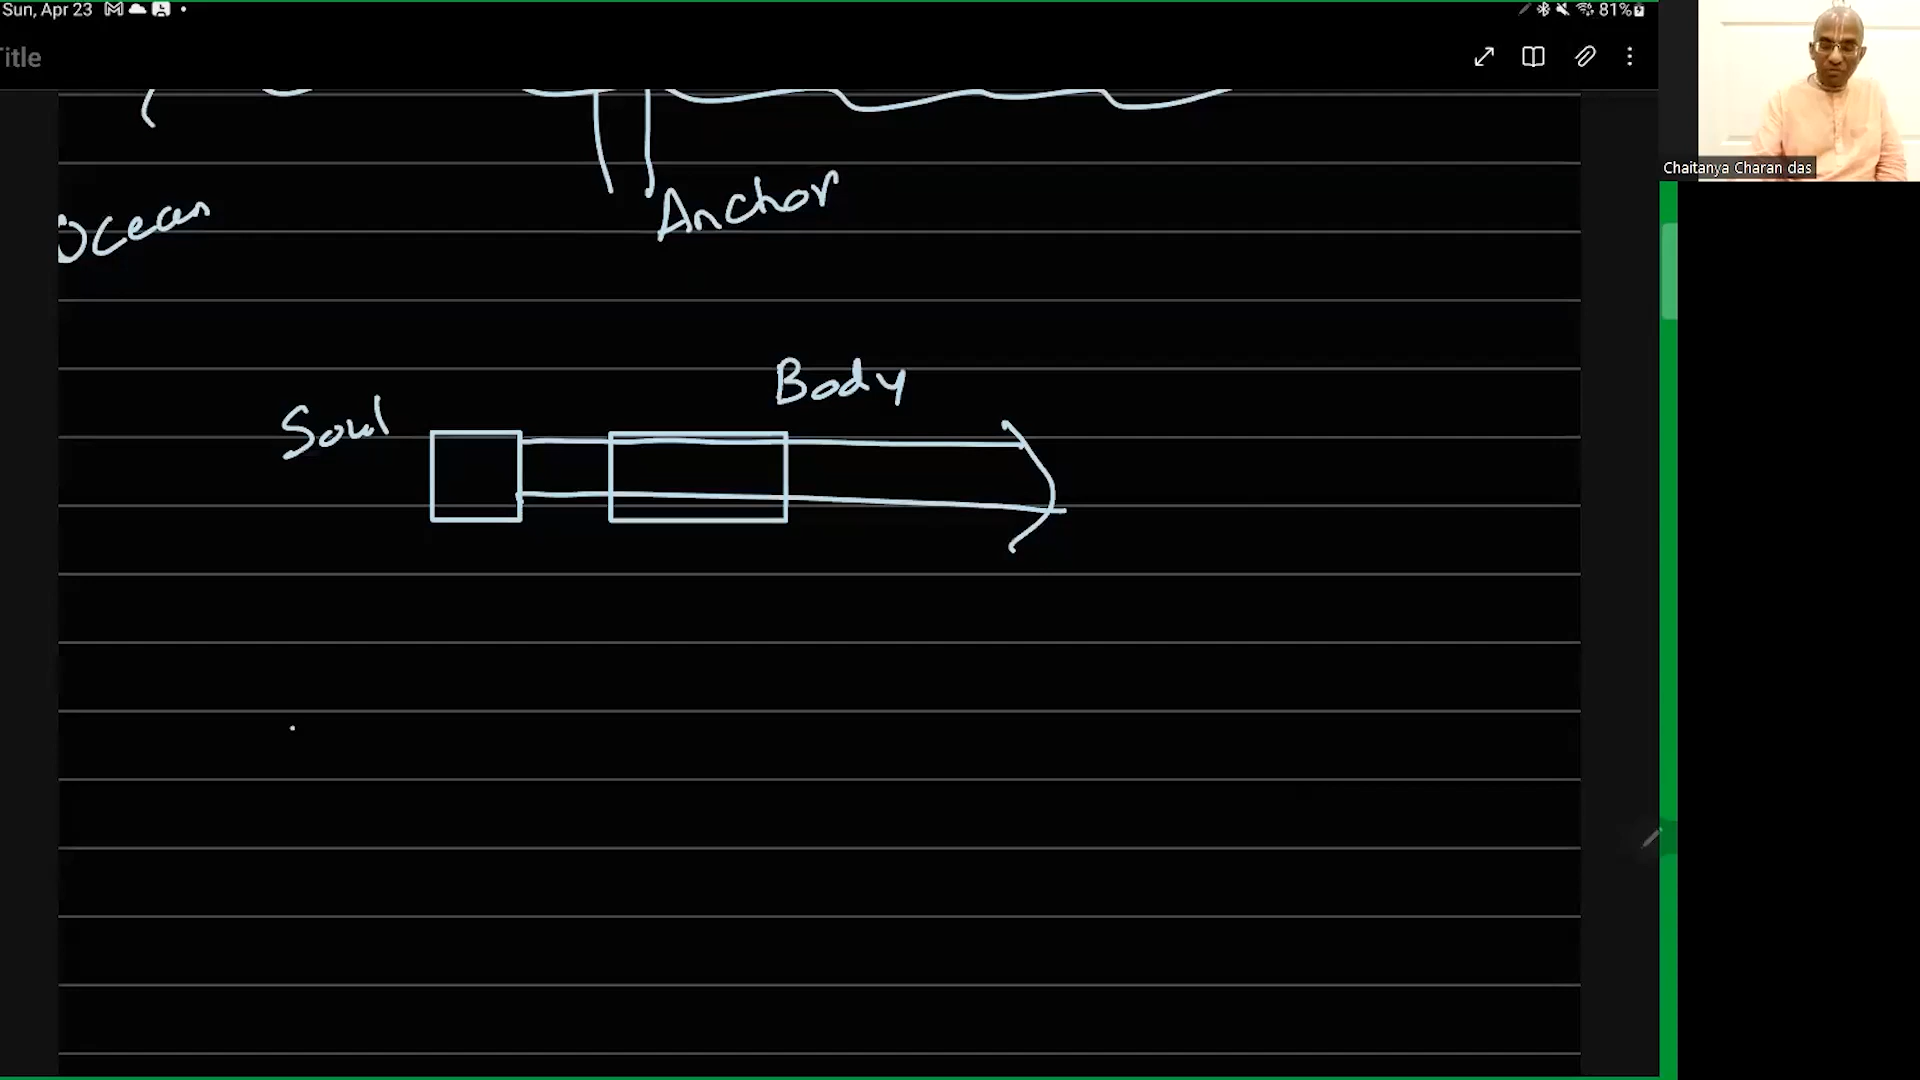 Sun, Apr 23
81%
Title
Chaitanya Charan das
Anchor
Ocean
Body
Soul